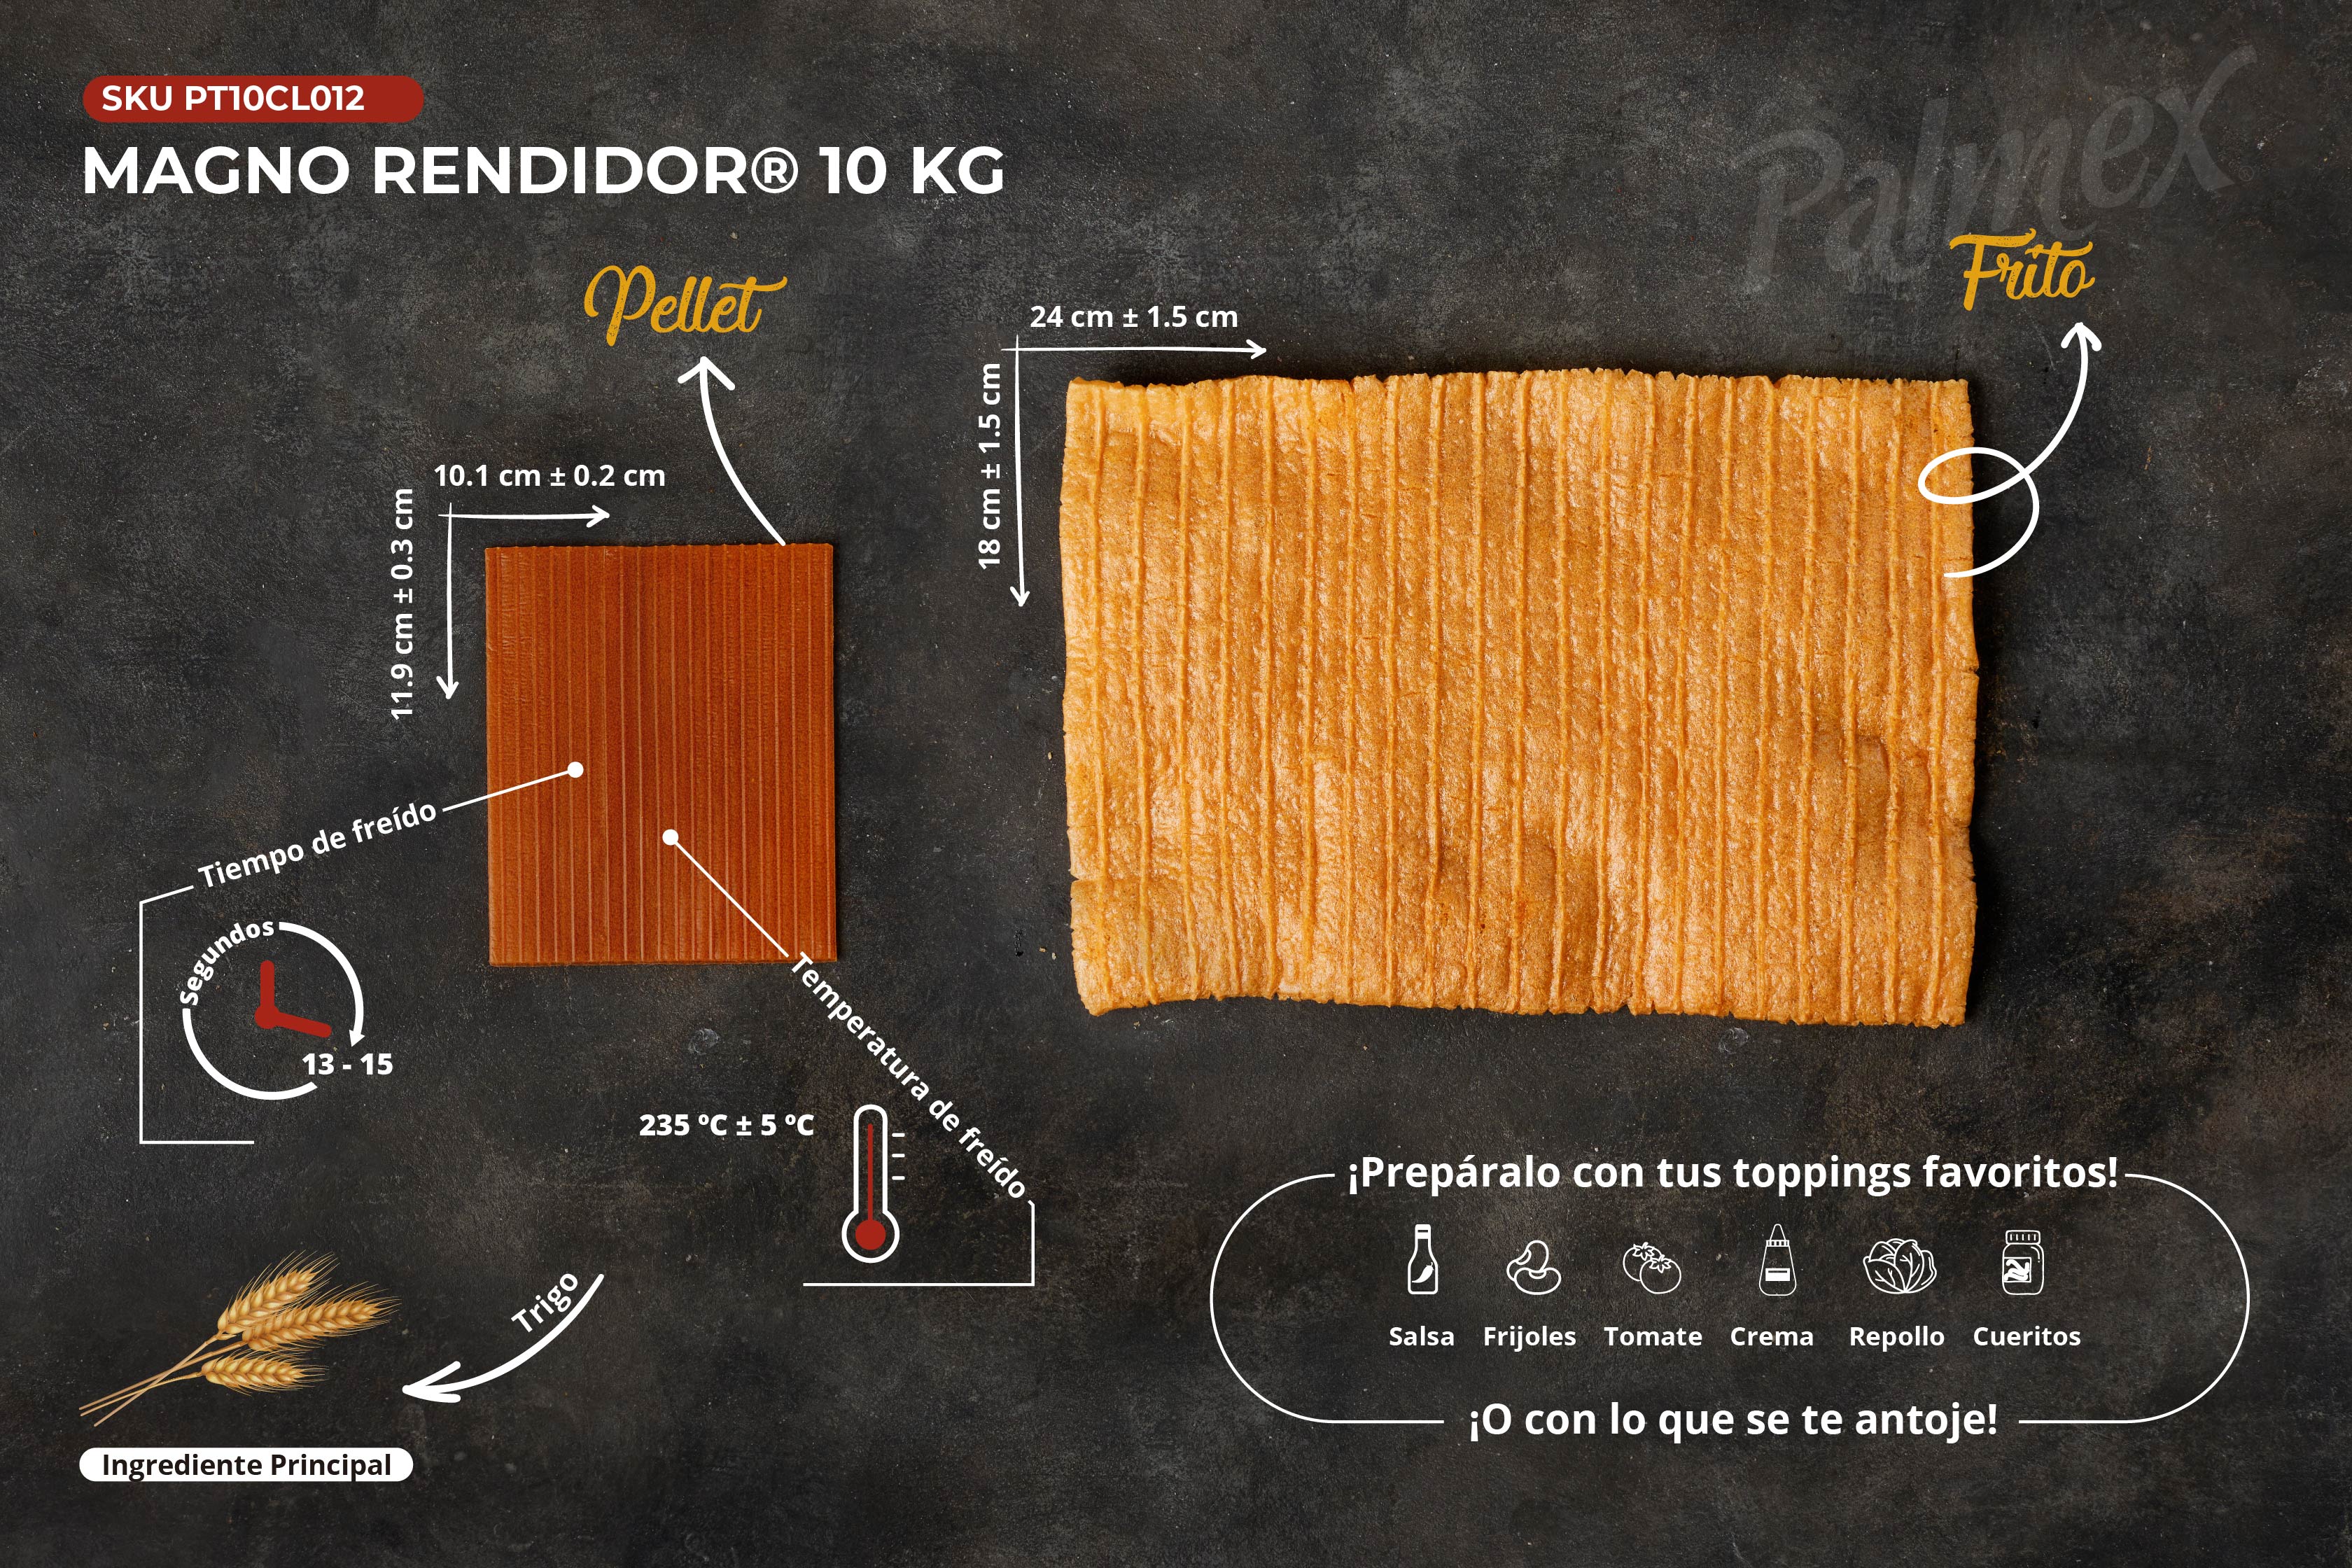 SKU PT10CL012
MAGNO RENDIDOR® 10 KG
Palmex®
Pellet
Frito
24 cm ± 1.5 cm
18 cm ± 1.5 cm
10.1 cm ± 0.2 cm
11.9 cm ± 0.3 cm
Tiempo de freído
Segundos
13 - 15
Temperatura de freído
235 ºC ± 5 ºC
Trigo
Ingrediente Principal
¡Prepáralo con tus toppings favoritos!
Salsa Frijoles Tomate Crema Repollo Cueritos
¡O con lo que se te antoje!